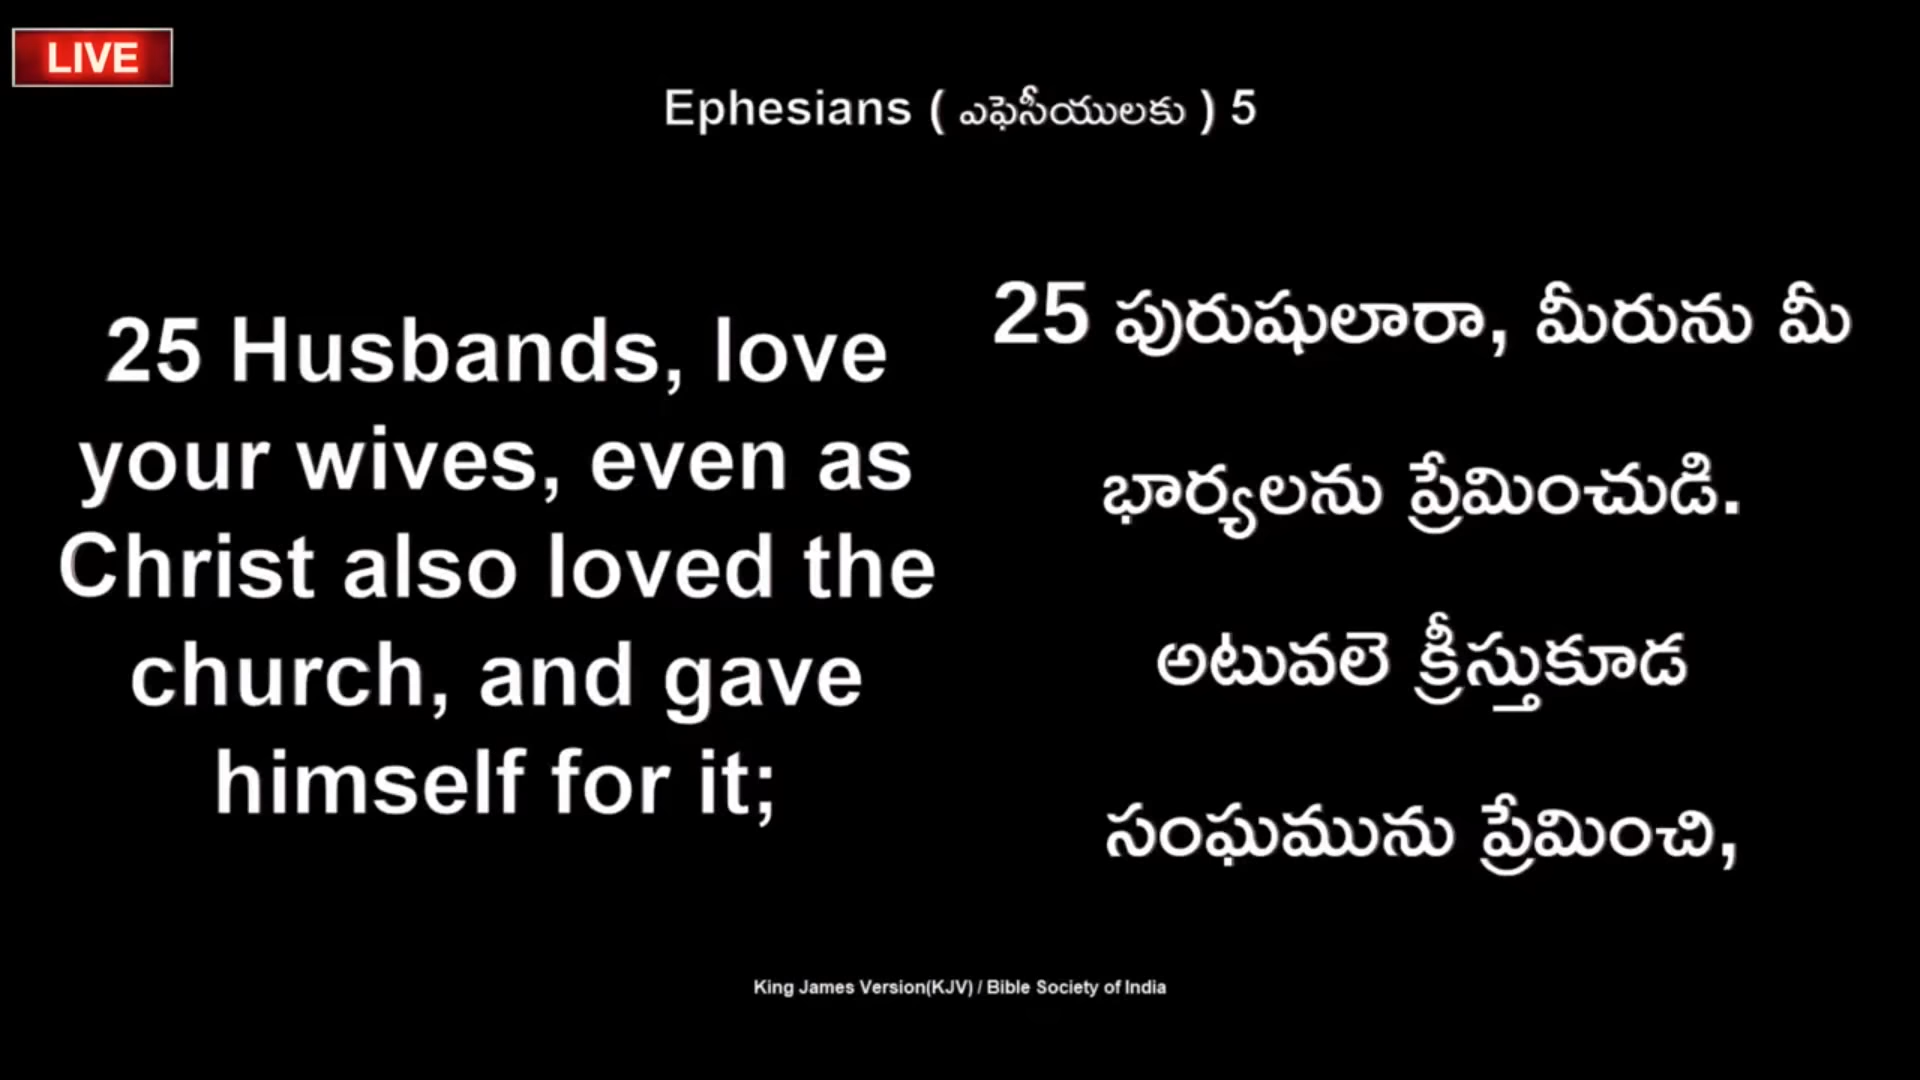 LIVE
Ephesians ( ఎఫెసీయులకు ) 5
25 Husbands, love
your wives, even as
Christ also loved the
church, and gave
himself for it;
25 పురుషులారా, మీరును మీ
భార్యలను ప్రేమించుడి.
అటువలె క్రీస్తుకూడ
సంఘమును ప్రేమించి,
King James Version(KJV) / Bible Society of India